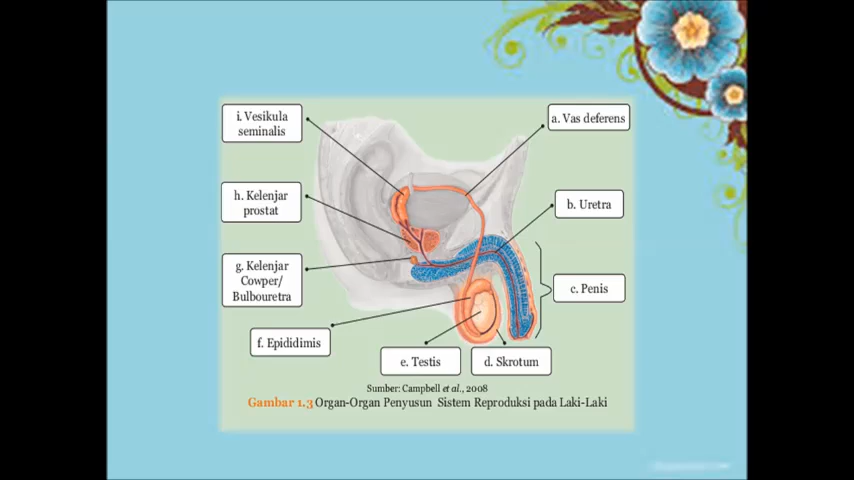 i. Vesikula
seminalis
a. Vas deferens
h. Kelenjar
prostat
b. Uretra
g. Kelenjar
Cowper/
Bulbouretra
c. Penis
f. Epididimis
e. Testis
d. Skrotum
Sumber: Campbell et al., 2008
Gambar 1.3 Organ-Organ Penyusun Sistem Reproduksi pada Laki-Laki